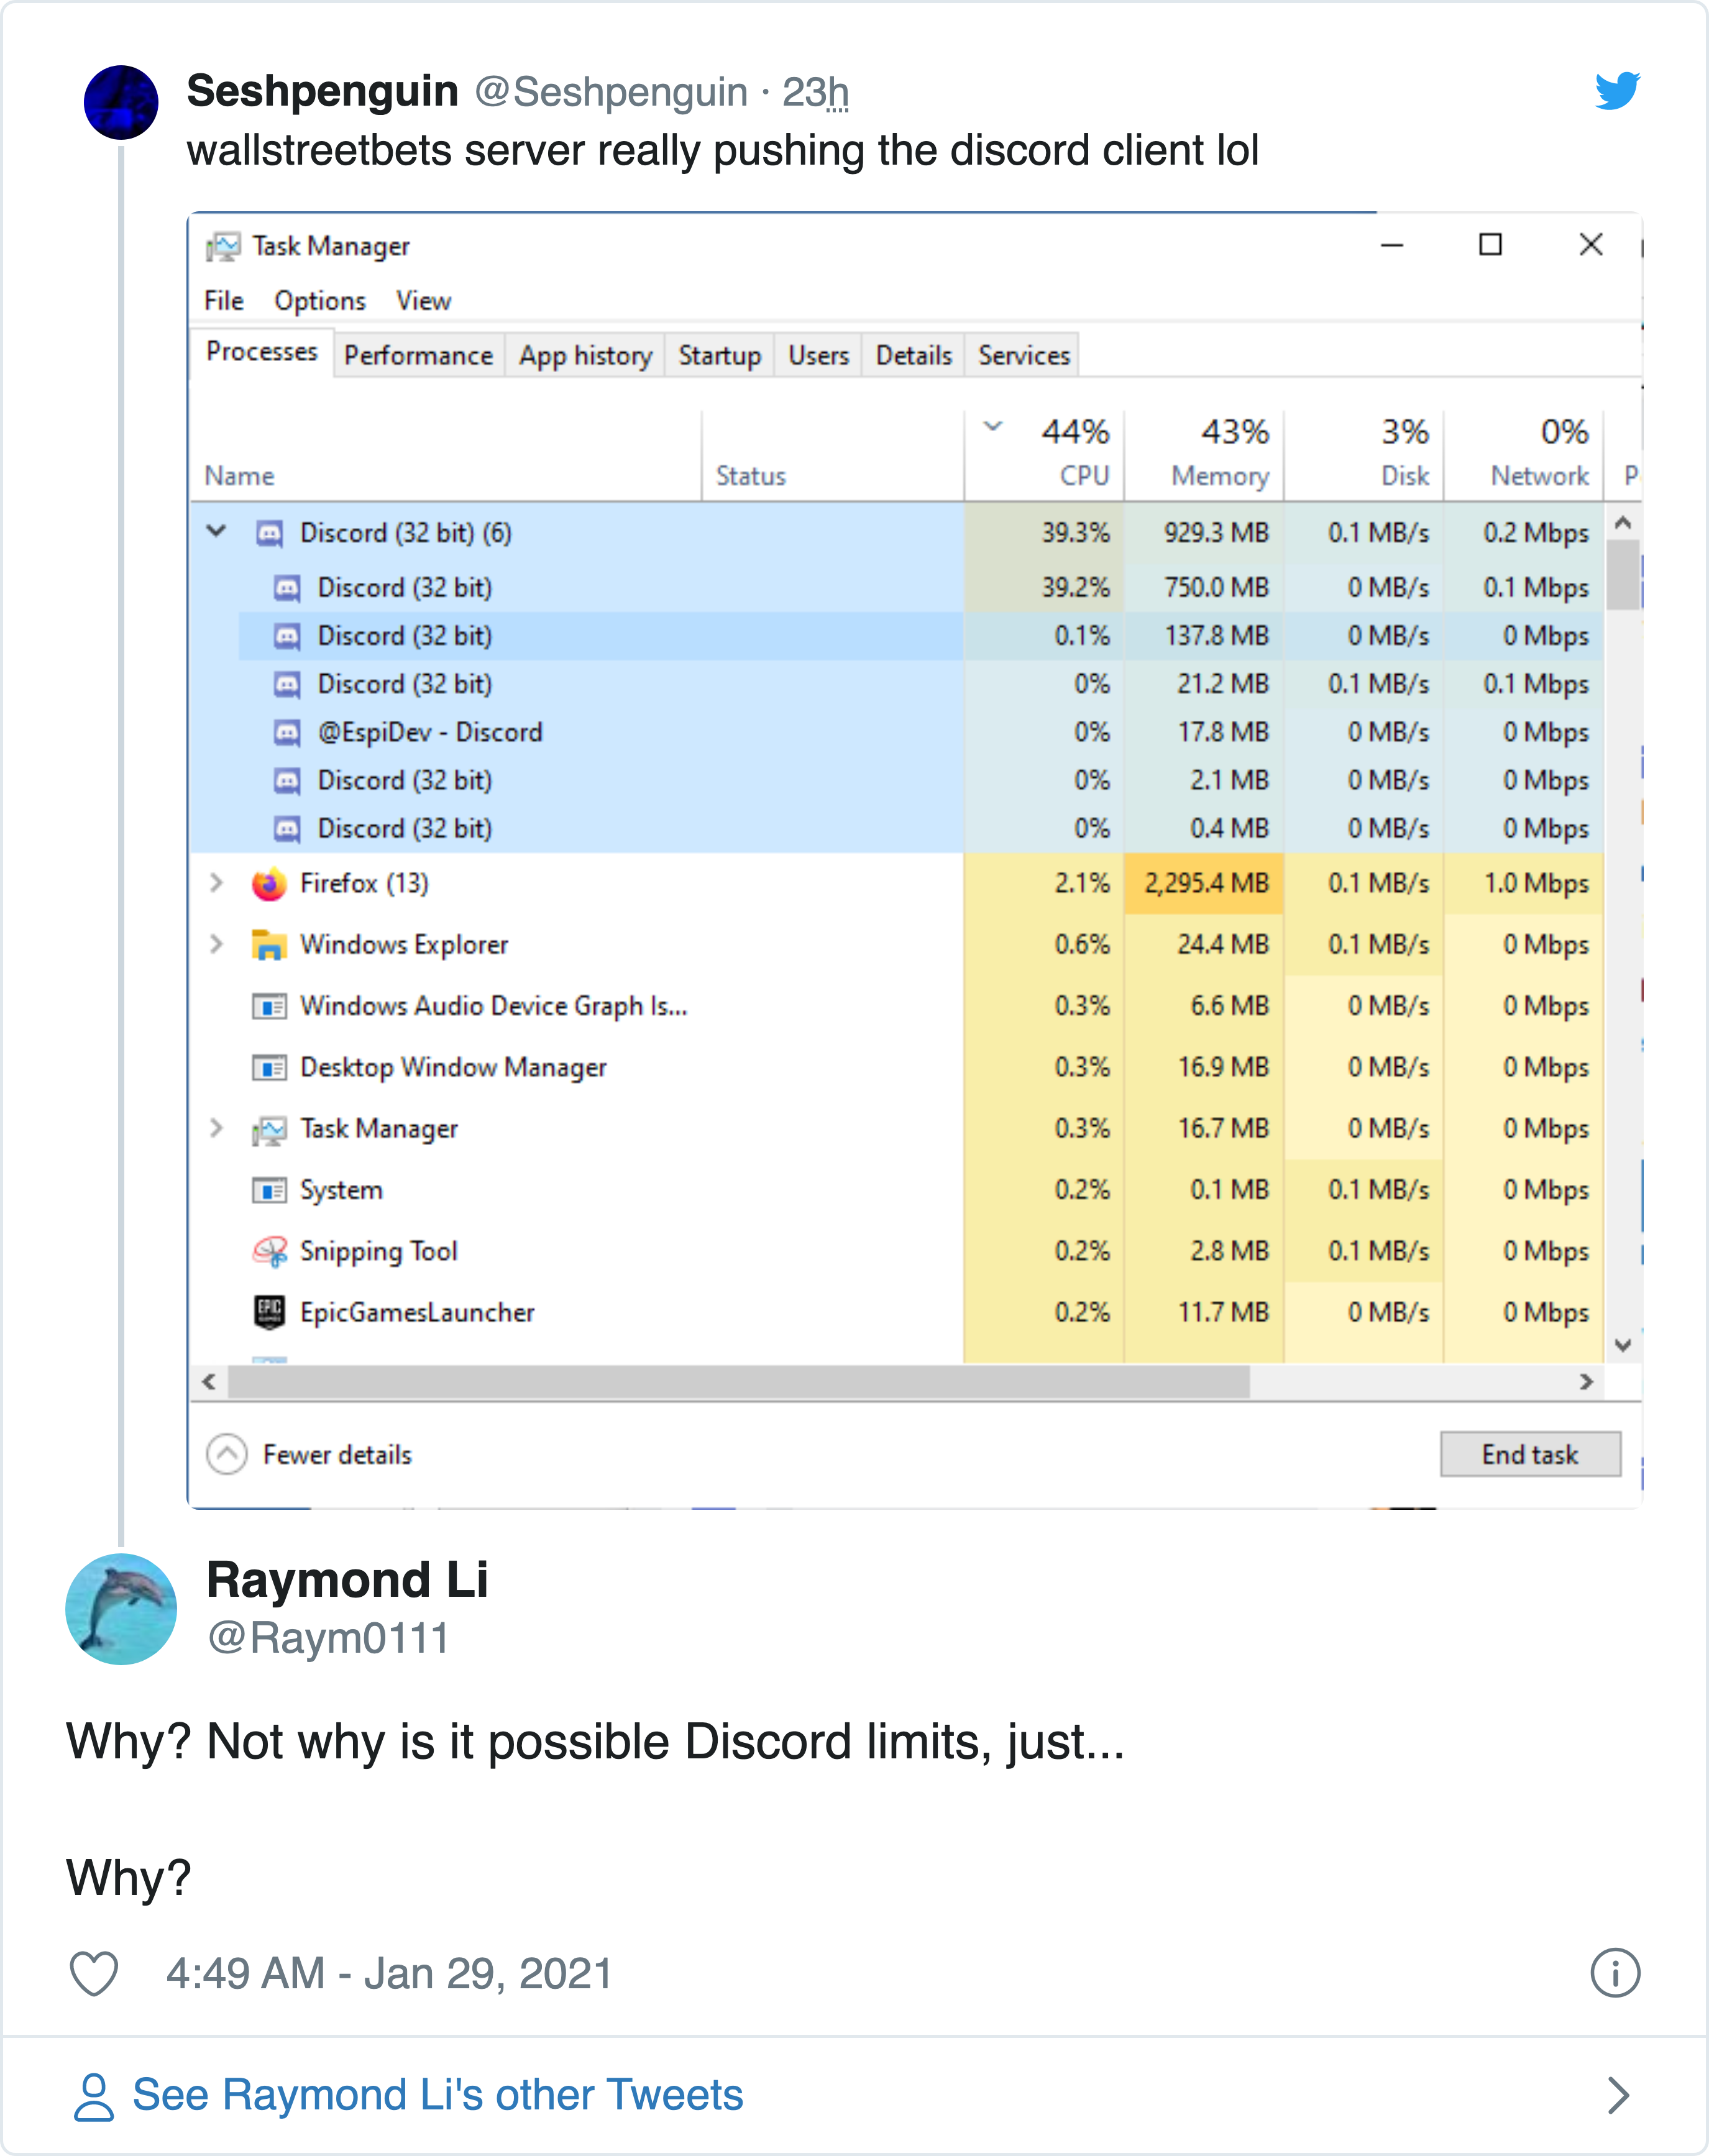 Seshpenguin @Seshpenguin · 23h
wallstreetbets server really pushing the discord client lol
Task Manager
File Options View
Processes Performance App history Startup Users Details Services
44% 43% 3% 0%
Name Status CPU Memory Disk Network
Discord (32 bit) (6) 39.3% 929.3 MB 0.1 MB/s 0.2 Mbps
Discord (32 bit) 39.2% 750.0 MB 0 MB/s 0.1 Mbps
Discord (32 bit) 0.1% 137.8 MB 0 MB/s 0 Mbps
Discord (32 bit) 0% 21.2 MB 0.1 MB/s 0.1 Mbps
@EspiDev - Discord 0% 17.8 MB 0 MB/s 0 Mbps
Discord (32 bit) 0% 2.1 MB 0 MB/s 0 Mbps
Discord (32 bit) 0% 0.4 MB 0 MB/s 0 Mbps
Firefox (13) 2.1% 2,295.4 MB 0.1 MB/s 1.0 Mbps
Windows Explorer 0.6% 24.4 MB 0.1 MB/s 0 Mbps
Windows Audio Device Graph Is... 0.3% 6.6 MB 0 MB/s 0 Mbps
Desktop Window Manager 0.3% 16.9 MB 0 MB/s 0 Mbps
Task Manager 0.3% 16.7 MB 0 MB/s 0 Mbps
System 0.2% 0.1 MB 0.1 MB/s 0 Mbps
Snipping Tool 0.2% 2.8 MB 0.1 MB/s 0 Mbps
EPIC GAMES EpicGamesLauncher 0.2% 11.7 MB 0 MB/s 0 Mbps
Fewer details End task
Raymond Li
@Raym0111
Why? Not why is it possible Discord limits, just...
Why?
4:49 AM - Jan 29, 2021
See Raymond Li's other Tweets